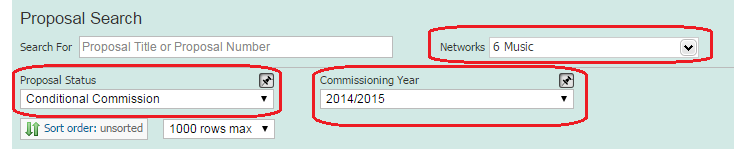 Proposal Search
Search For Proposal Title or Proposal Number Networks 6 Music
Proposal Status Commissioning Year
Conditional Commission 2014/2015
Sort order: unsorted 1000 rows max